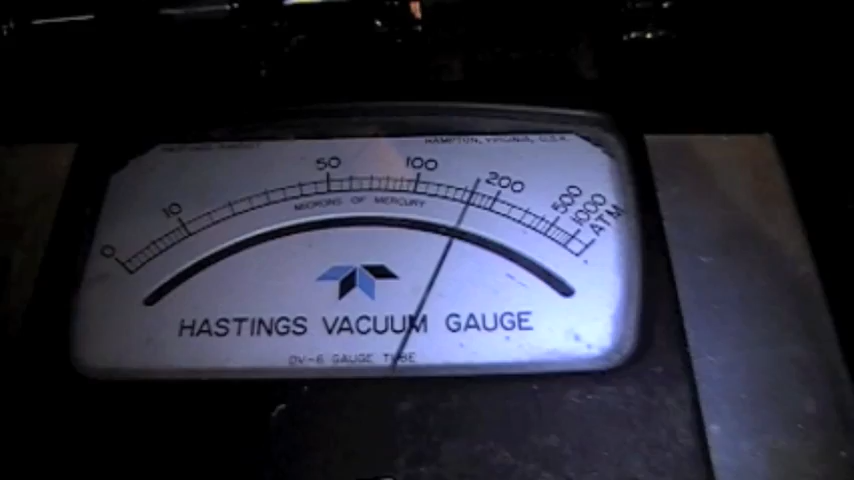 HAMPTON, VIRGINIA, U.S.A.
0 10 50 100 200 500 1000 ATM
MICRONS OF MERCURY
HASTINGS VACUUM GAUGE
DV-6 GAUGE TUBE